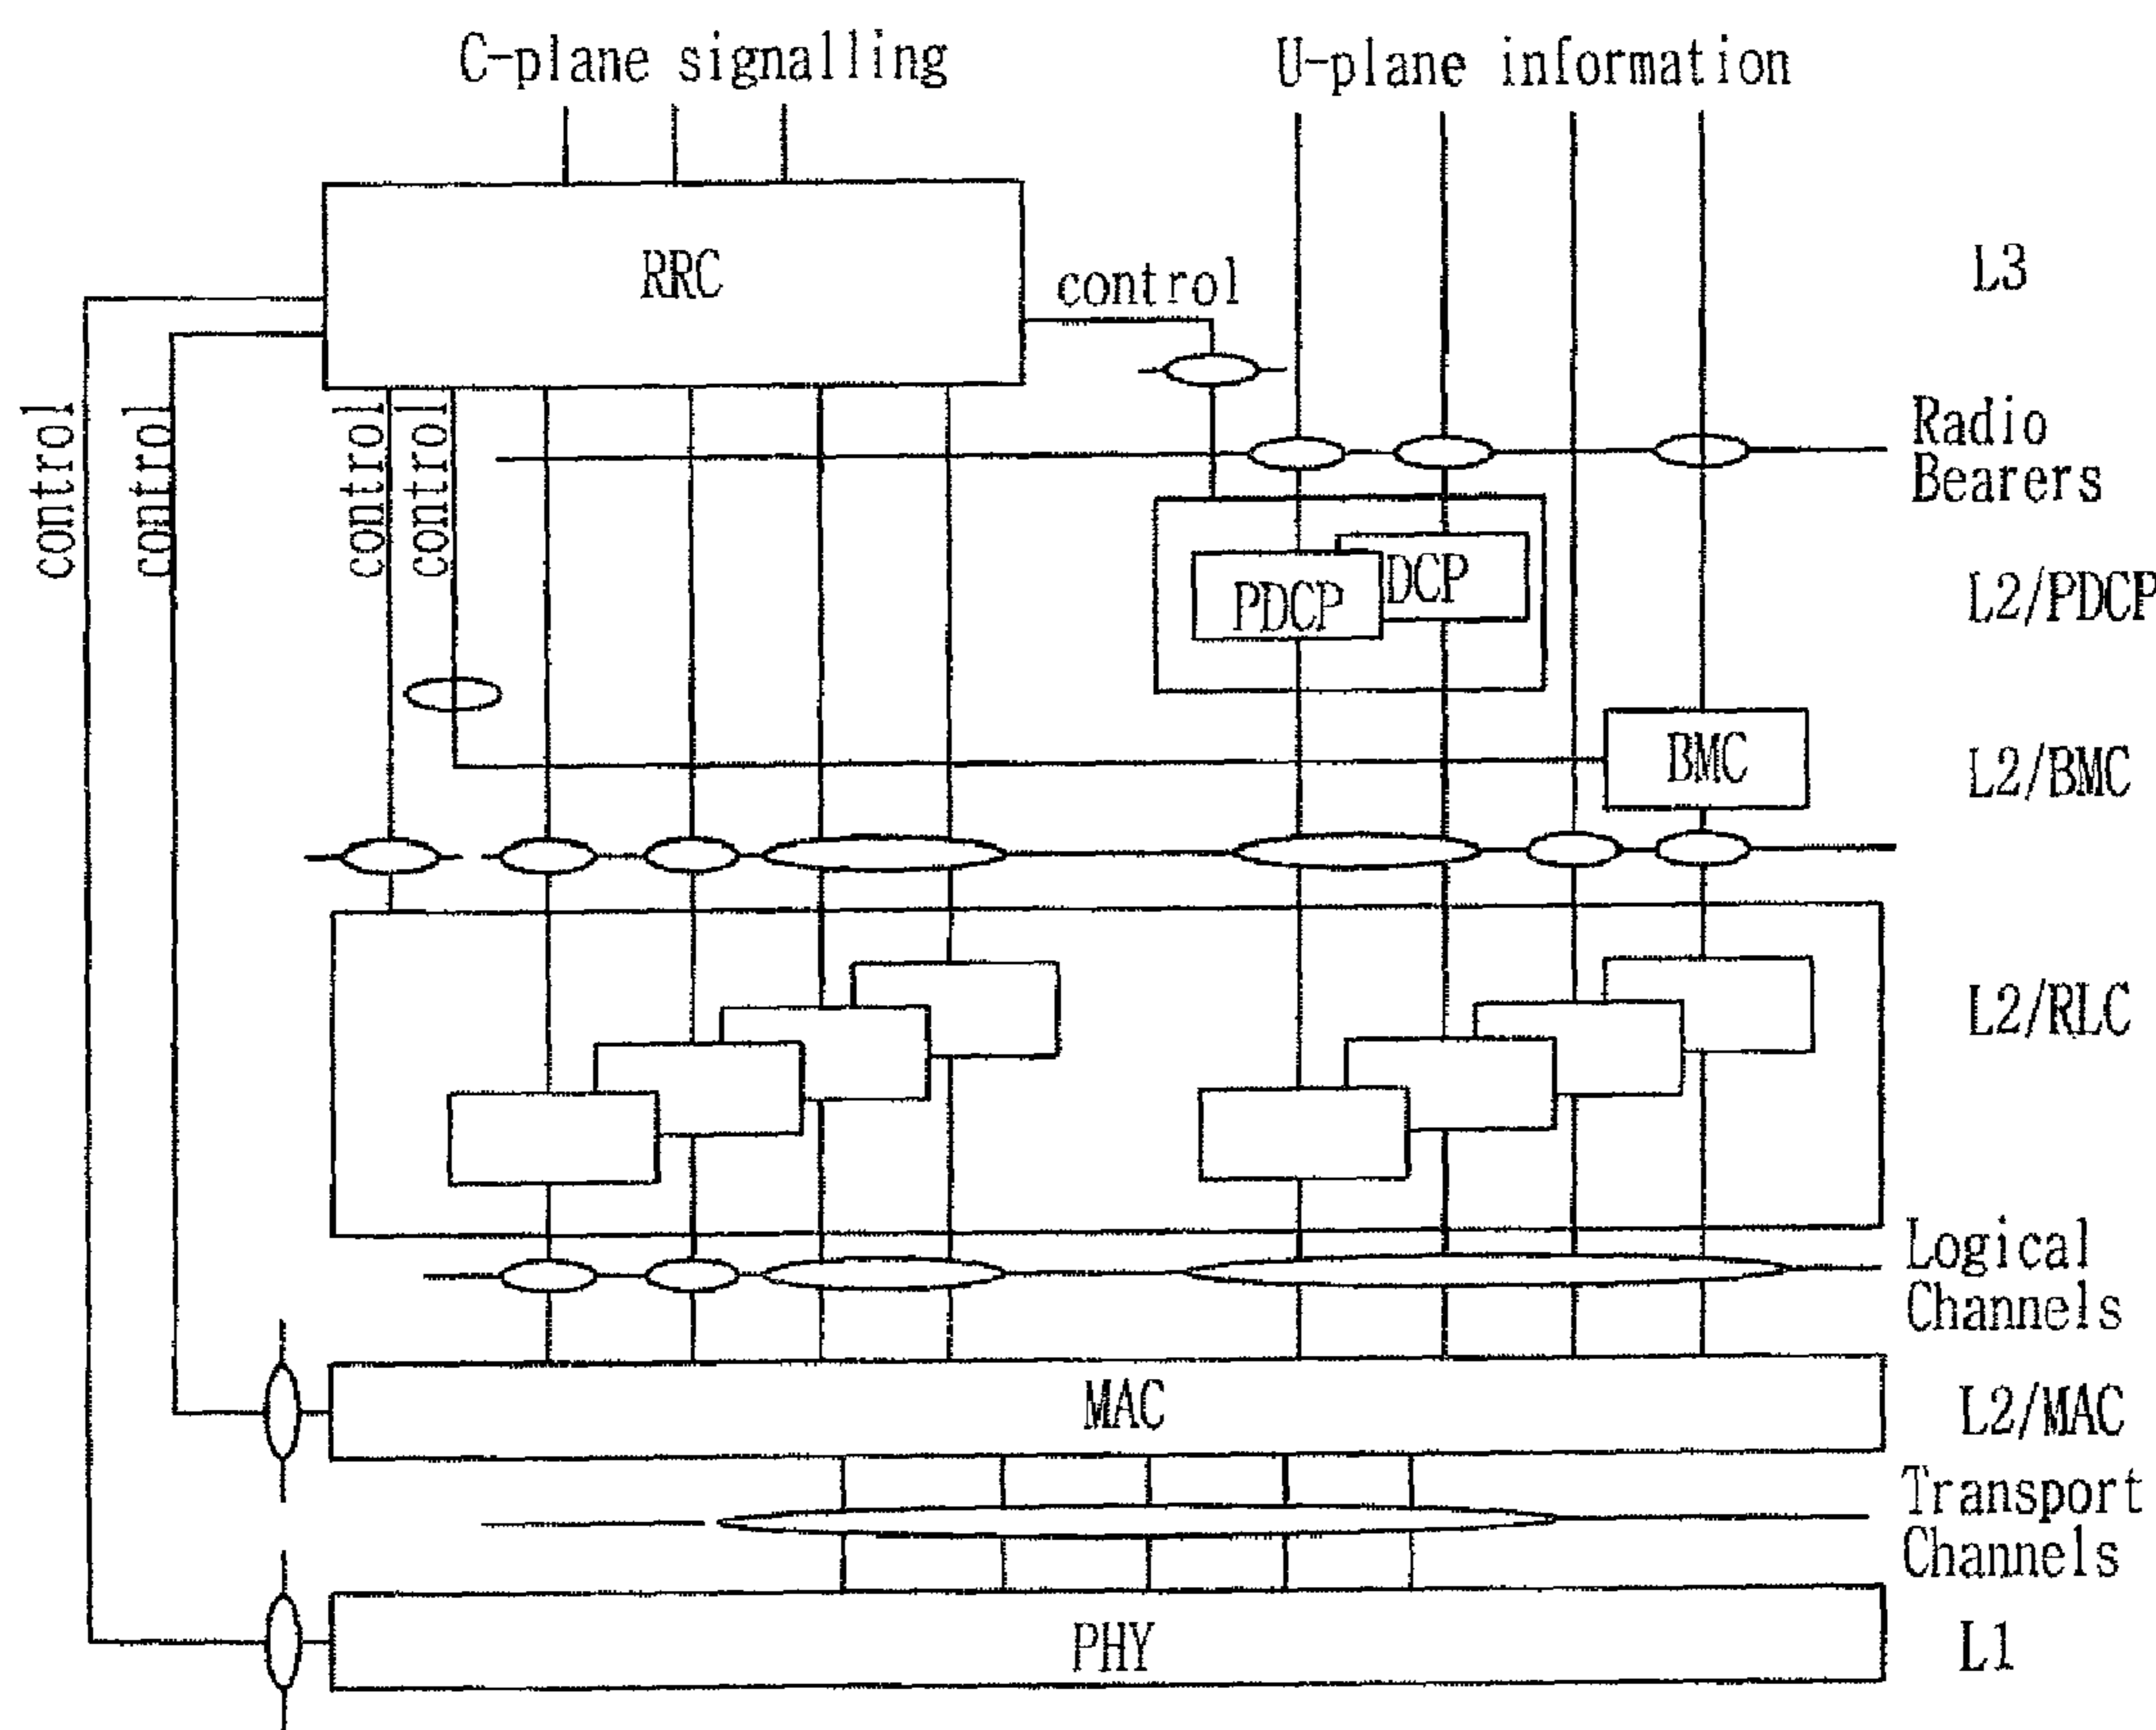 C-plane signalling
U-plane information
RRC
control
L3
control
control
control
control
Radio
Bearers
PDCP
DCP
L2/PDCP
BMC
L2/BMC
L2/RLC
Logical
Channels
MAC
L2/MAC
Transport
Channels
PHY
L1